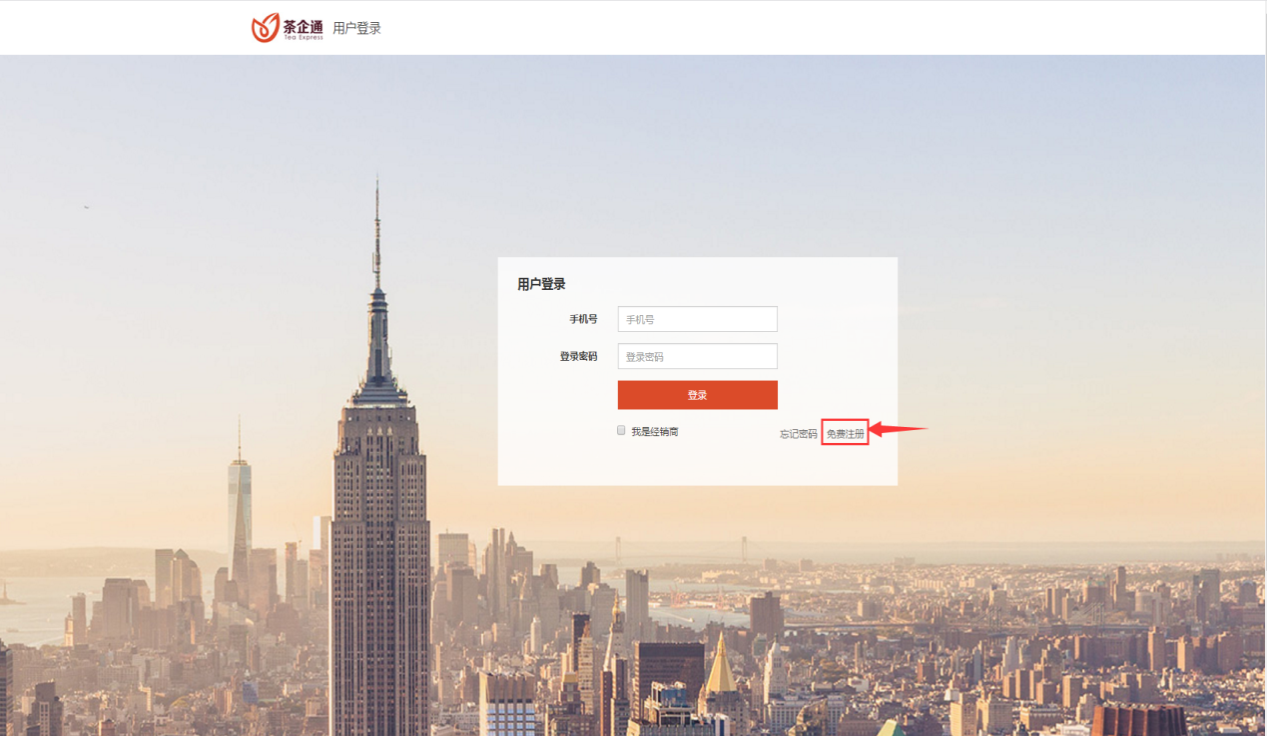 茶企通 用户登录
Tea Express
用户登录
手机号 手机号
登录密码 登录密码
登录
我是经销商 忘记密码 免费注册